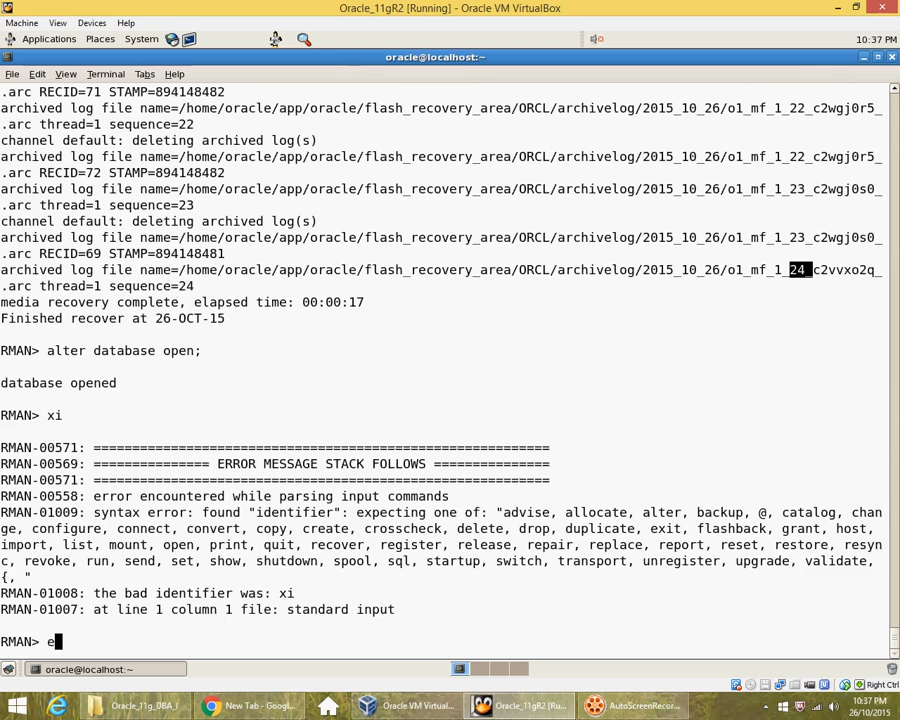 Oracle_11gR2 [Running] - Oracle VM VirtualBox
Machine View Devices Help
Applications Places System 10:37 PM
oracle@localhost:~
File Edit View Terminal Tabs Help
.arc RECID=71 STAMP=894148482
archived log file name=/home/oracle/app/oracle/flash_recovery_area/ORCL/archivelog/2015_10_26/o1_mf_1_22_c2wgj0r5_
.arc thread=1 sequence=22
channel default: deleting archived log(s)
archived log file name=/home/oracle/app/oracle/flash_recovery_area/ORCL/archivelog/2015_10_26/o1_mf_1_22_c2wgj0r5_
.arc RECID=72 STAMP=894148482
archived log file name=/home/oracle/app/oracle/flash_recovery_area/ORCL/archivelog/2015_10_26/o1_mf_1_23_c2wgj0s0_
.arc thread=1 sequence=23
channel default: deleting archived log(s)
archived log file name=/home/oracle/app/oracle/flash_recovery_area/ORCL/archivelog/2015_10_26/o1_mf_1_23_c2wgj0s0_
.arc RECID=69 STAMP=894148481
archived log file name=/home/oracle/app/oracle/flash_recovery_area/ORCL/archivelog/2015_10_26/o1_mf_1_24_c2vvxo2q_
.arc thread=1 sequence=24
media recovery complete, elapsed time: 00:00:17
Finished recover at 26-OCT-15
RMAN> alter database open;
database opened
RMAN> xi
RMAN-00571: ===========================================================
RMAN-00569: =============== ERROR MESSAGE STACK FOLLOWS ===============
RMAN-00571: ===========================================================
RMAN-00558: error encountered while parsing input commands
RMAN-01009: syntax error: found "identifier": expecting one of: "advise, allocate, alter, backup, @, catalog, chan
ge, configure, connect, convert, copy, create, crosscheck, delete, drop, duplicate, exit, flashback, grant, host,
import, list, mount, open, print, quit, recover, register, release, repair, replace, report, reset, restore, resyn
c, revoke, run, send, set, show, shutdown, spool, sql, startup, switch, transport, unregister, upgrade, validate,
{, "
RMAN-01008: the bad identifier was: xi
RMAN-01007: at line 1 column 1 file: standard input
RMAN> e
oracle@localhost:~
Right Ctrl
Oracle_11g_DBA_I New Tab - Google... Oracle VM VirtualB... Oracle_11gR2 [Ru... AutoScreenRecor... 10:37 PM
26/10/2015